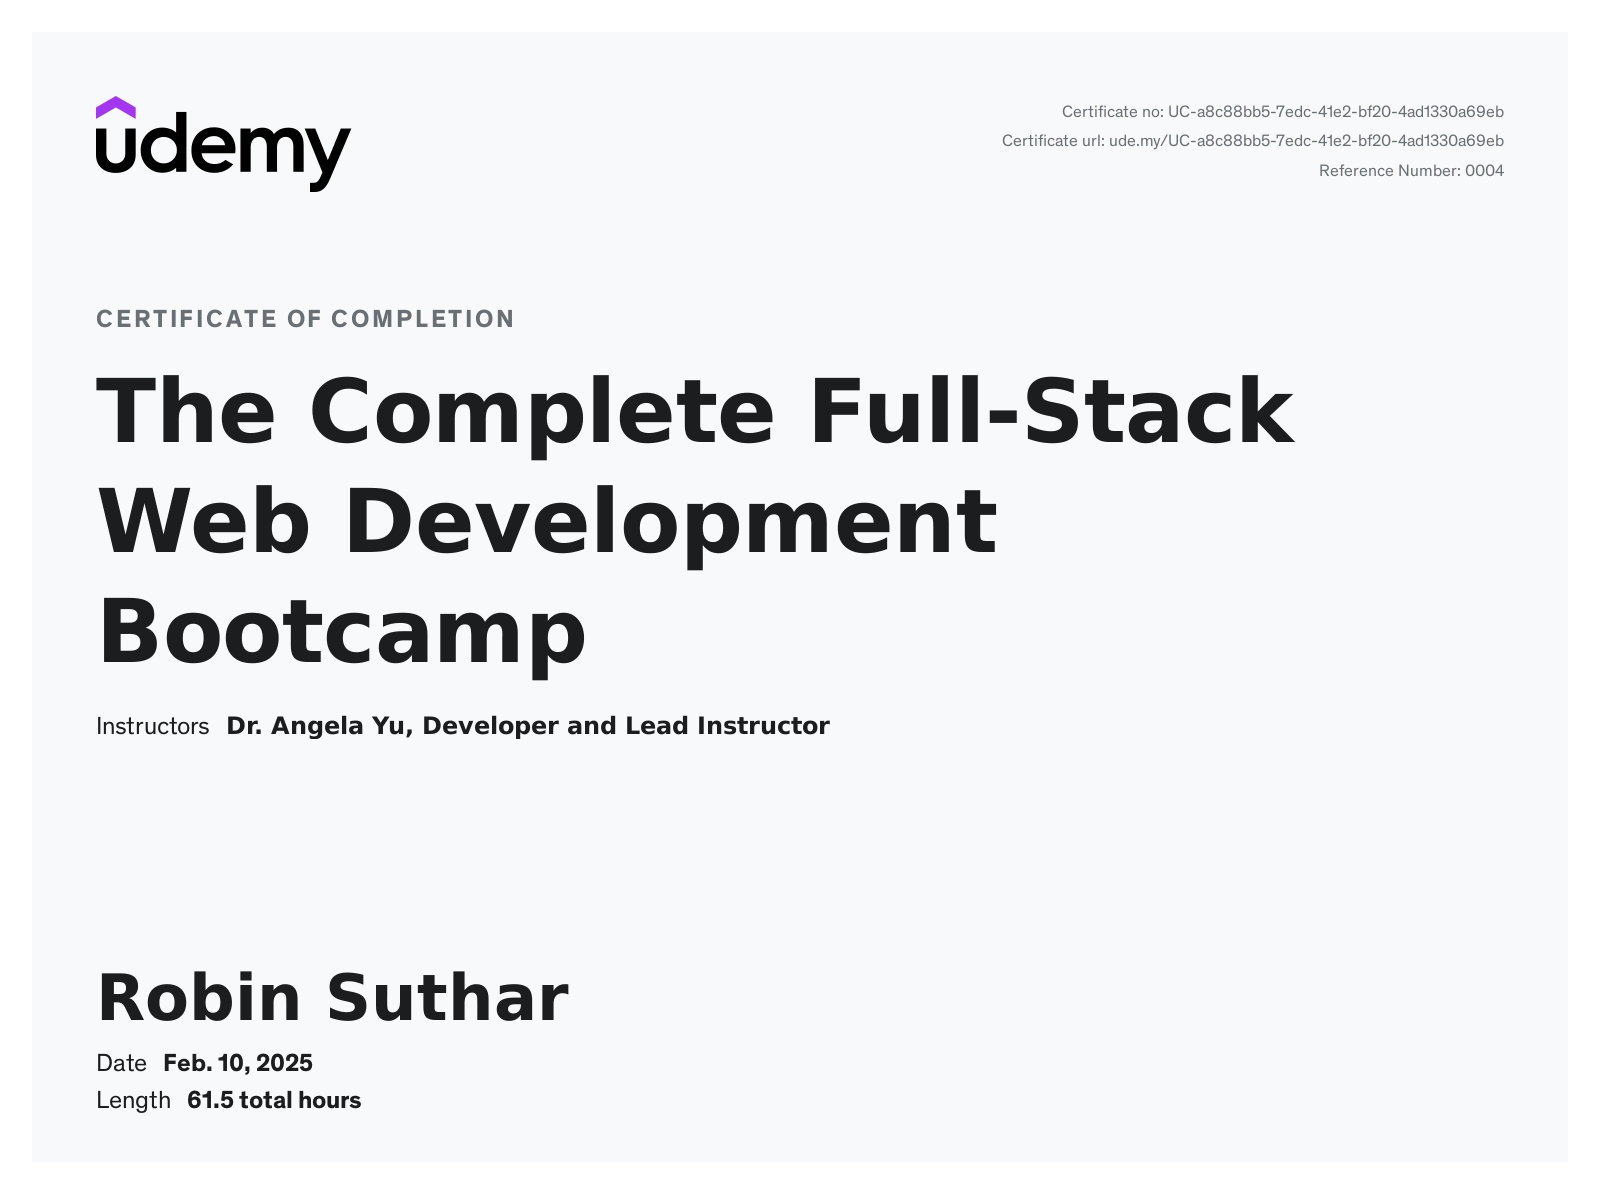 udemy
Certificate no: UC-a8c88bb5-7edc-41e2-bf20-4ad1330a69eb
Certificate url: ude.my/UC-a8c88bb5-7edc-41e2-bf20-4ad1330a69eb
Reference Number: 0004
CERTIFICATE OF COMPLETION
The Complete Full-Stack
Web Development
Bootcamp
Instructors Dr. Angela Yu, Developer and Lead Instructor
Robin Suthar
Date Feb. 10, 2025
Length 61.5 total hours